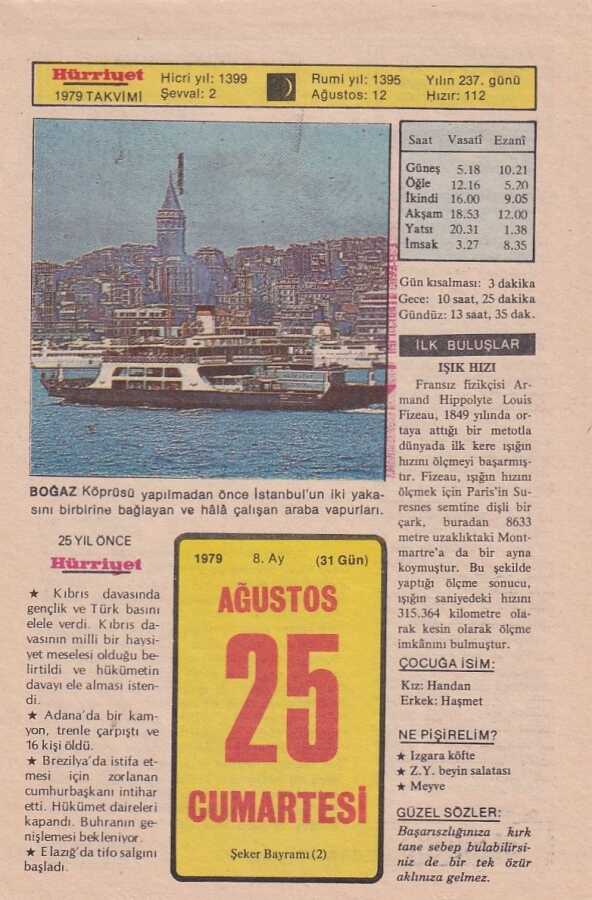 Hürriyet
1979 TAKVİMİ
Hicri yıl: 1399
Şevval: 2
Rumi yıl: 1395
Ağustos: 12
Yılın 237. günü
Hızır: 112
Saat Vasatî Ezanî
Güneş 5.18 10.21
Öğle 12.16 5.20
İkindi 16.00 9.05
Akşam 18.53 12.00
Yatsı 20.31 1.38
İmsak 3.27 8.35
Gün kısalması: 3 dakika
Gece: 10 saat, 25 dakika
Gündüz: 13 saat, 35 dak.
BOĞAZ Köprüsü yapılmadan önce İstanbul'un iki yaka-
sını birbirine bağlayan ve hâlâ çalışan araba vapurları.
İLK BULUŞLAR
IŞIK HIZI
Fransız fizikçisi Ar-
mand Hippolyte Louis
Fizeau, 1849 yılında or-
taya attığı bir metotla
dünyada ilk kere ışığın
hızını ölçmeyi başarmış-
tır. Fizeau, ışığın hızını
ölçmek için Paris'in Su-
resnes semtine dişli bir
çark, buradan 8633
metre uzaklıktaki Mont-
martre'a da bir ayna
koymuştur. Bu şekilde
yaptığı ölçme sonucu,
ışığın saniyedeki hızını
315.364 kilometre ola-
rak kesin olarak ölçme
imkânını bulmuştur.
25 YIL ÖNCE
Hürriyet
★ Kıbrıs davasında
gençlik ve Türk basını
elele verdi. Kıbrıs da-
vasının milli bir haysi-
yet meselesi olduğu be-
lirtildi ve hükümetin
davayı ele alması isten-
di.
★ Adana'da bir kam-
yon, trenle çarpıştı ve
16 kişi öldü.
★ Brezilya'da istifa et-
mesi için zorlanan
cumhurbaşkanı intihar
etti. Hükümet daireleri
kapandı. Buhranın ge-
nişlemesi bekleniyor.
★ Elazığ'da tifo salgını
başladı.
1979 8. Ay (31 Gün)
AĞUSTOS
25
CUMARTESİ
Şeker Bayramı (2)
ÇOCUĞA İSİM:
Kız: Handan
Erkek: Haşmet
NE PİŞİRELİM?
★ Izgara köfte
★ Z.Y. beyin salatası
★ Meyve
GÜZEL SÖZLER:
Başarısızlığınıza kırk
tane sebep bulabilirsi-
niz de bir tek özür
aklınıza gelmez.